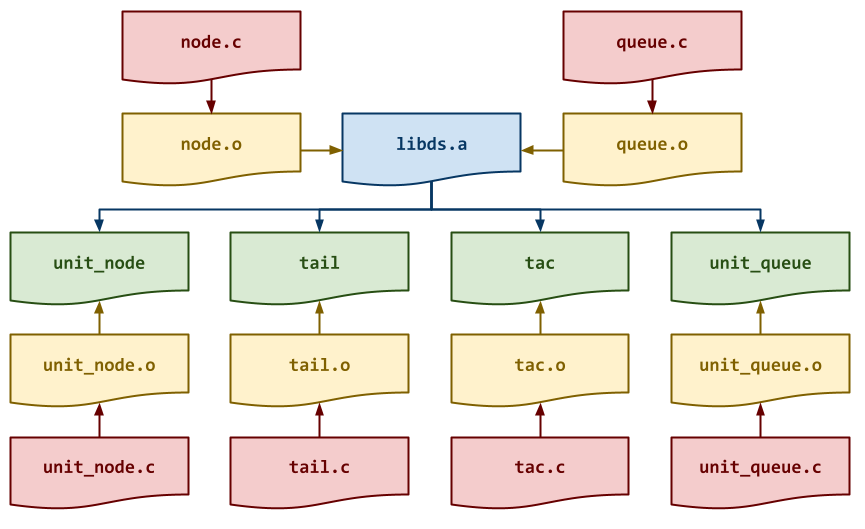 node.c
queue.c
node.o
libds.a
queue.o
unit_node
tail
tac
unit_queue
unit_node.o
tail.o
tac.o
unit_queue.o
unit_node.c
tail.c
tac.c
unit_queue.c